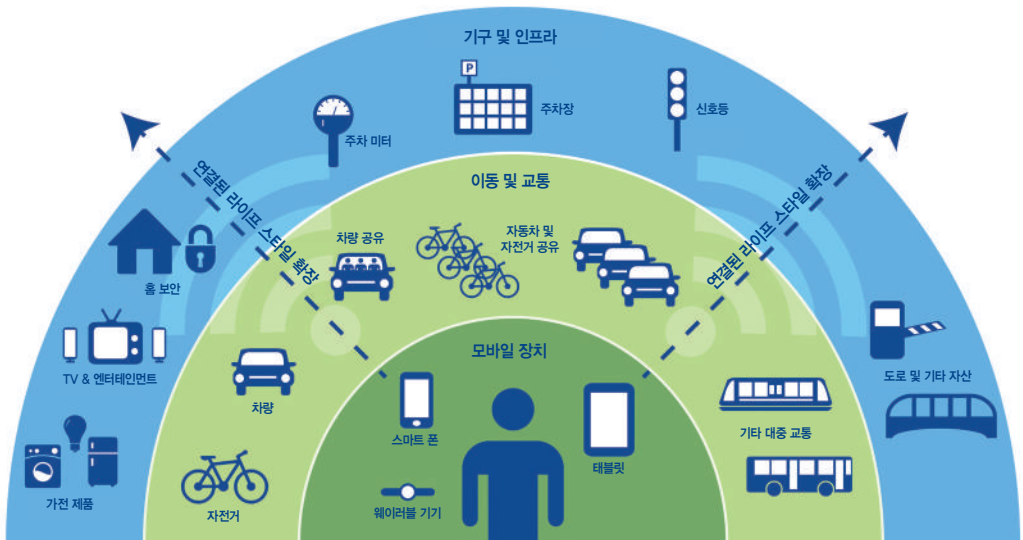 기구 및 인프라
P
주차장
신호등
주차 미터
연결된 라이프 스타일 확장
연결된 라이프 스타일 확장
이동 및 교통
차량 공유
자동차 및
자전거 공유
홈 보안
TV & 엔터테인먼트
가전 제품
차량
자전거
모바일 장치
스마트 폰
웨이러블 기기
태블릿
기타 대중 교통
도로 및 기타 자산